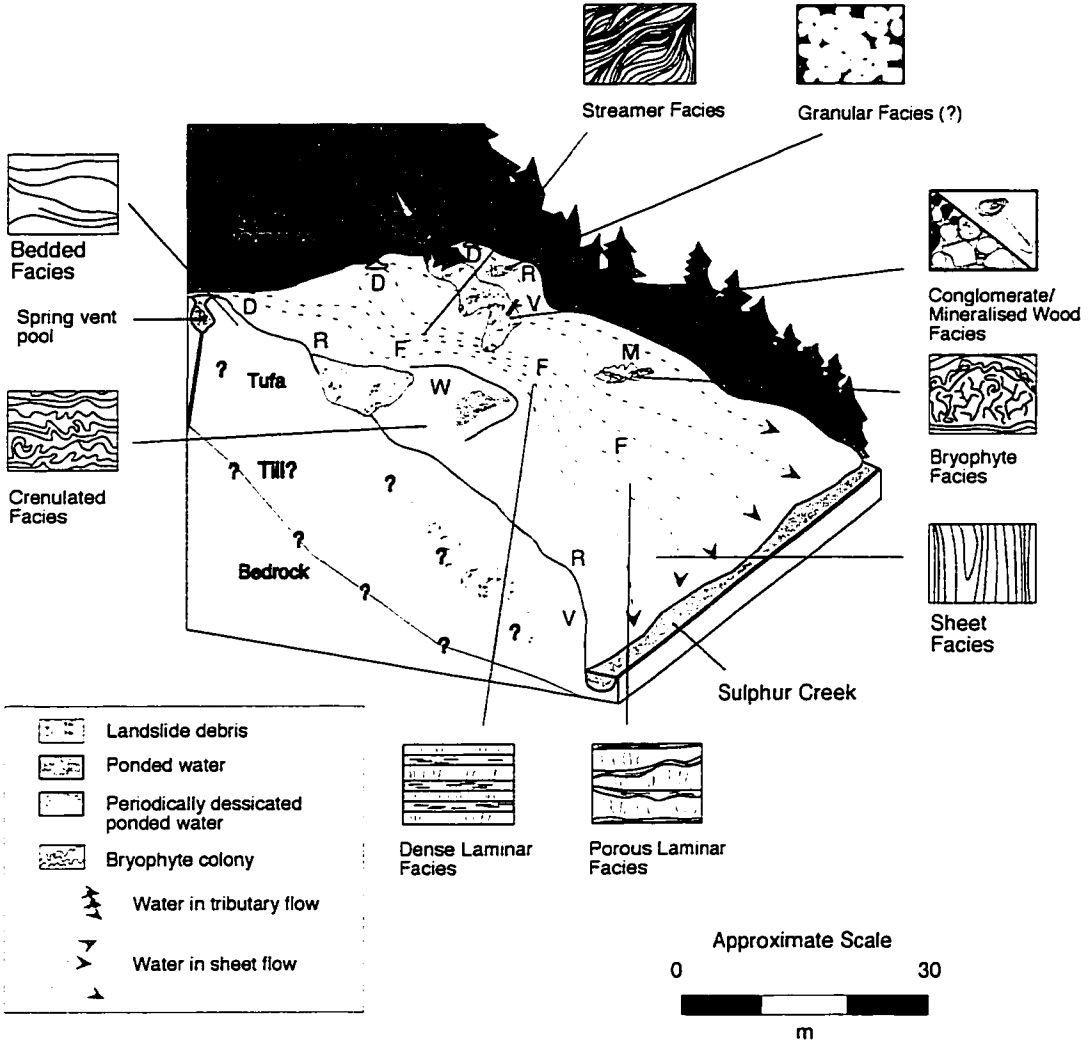 Streamer Facies
Granular Facies (?)
Bedded
Facies
Spring vent
pool
Crenulated
Facies
Conglomerate/
Mineralised Wood
Facies
Bryophyte
Facies
Sheet
Facies
D
D
D
R
V
R
F
F
M
W
F
?
Tufa
?
Till?
?
?
Bedrock
?
?
R
?
V
?
Sulphur Creek
Dense Laminar
Facies
Porous Laminar
Facies
Landslide debris
Ponded water
Periodically dessicated
ponded water
Bryophyte colony
Water in tributary flow
Water in sheet flow
Approximate Scale
0 30
m